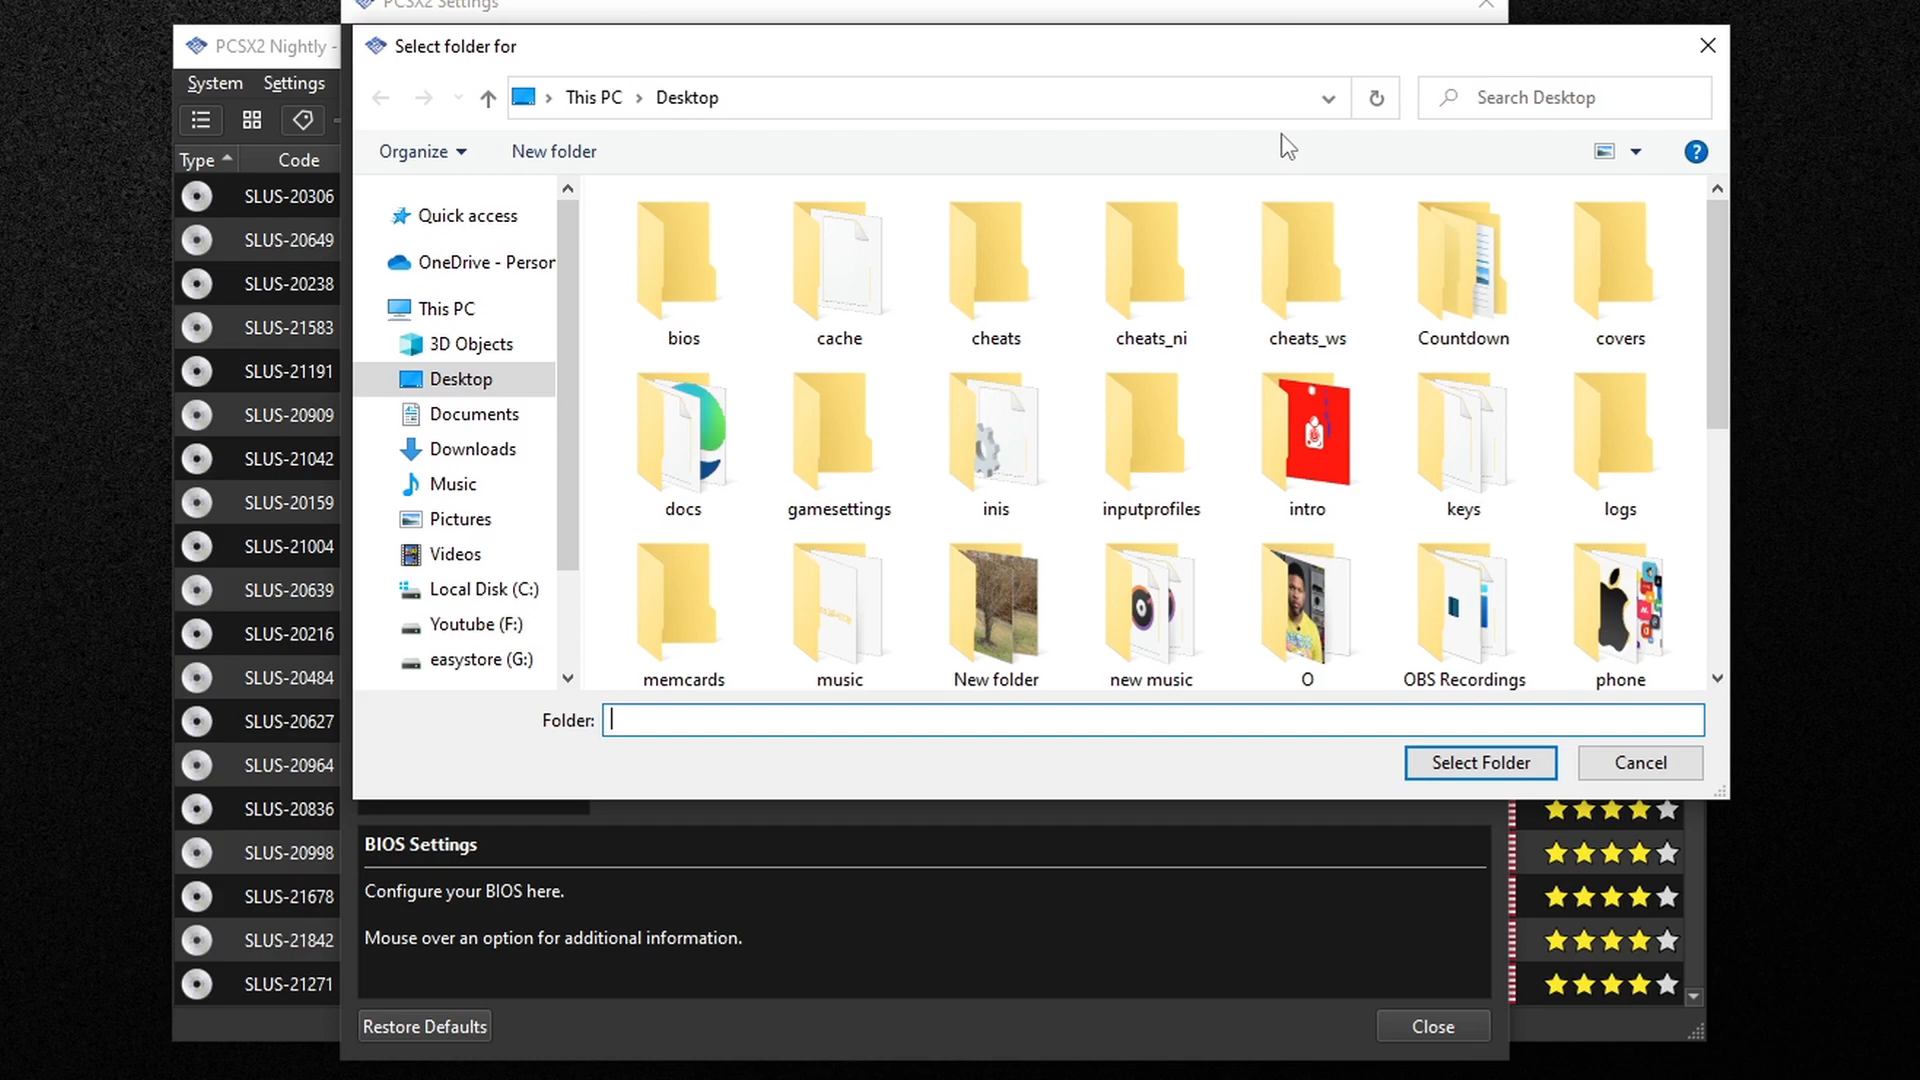 PCSX2 Settings
PCSX2 Nightly -
System Settings
Type Code
SLUS-20306
SLUS-20649
SLUS-20238
SLUS-21583
SLUS-21191
SLUS-20909
SLUS-21042
SLUS-20159
SLUS-21004
SLUS-20639
SLUS-20216
SLUS-20484
SLUS-20627
SLUS-20964
SLUS-20836
SLUS-20998
SLUS-21678
SLUS-21842
SLUS-21271
Select folder for
This PC > Desktop
Search Desktop
Organize New folder
Quick access
OneDrive - Person
This PC
3D Objects
Desktop
Documents
Downloads
Music
Pictures
Videos
Local Disk (C:)
Youtube (F:)
easystore (G:)
bios cache cheats cheats_ni cheats_ws Countdown covers
docs gamesettings inis inputprofiles intro keys logs
memcards music New folder new music O OBS Recordings phone
Folder:
Select Folder Cancel
BIOS Settings
Configure your BIOS here.
Mouse over an option for additional information.
Restore Defaults Close